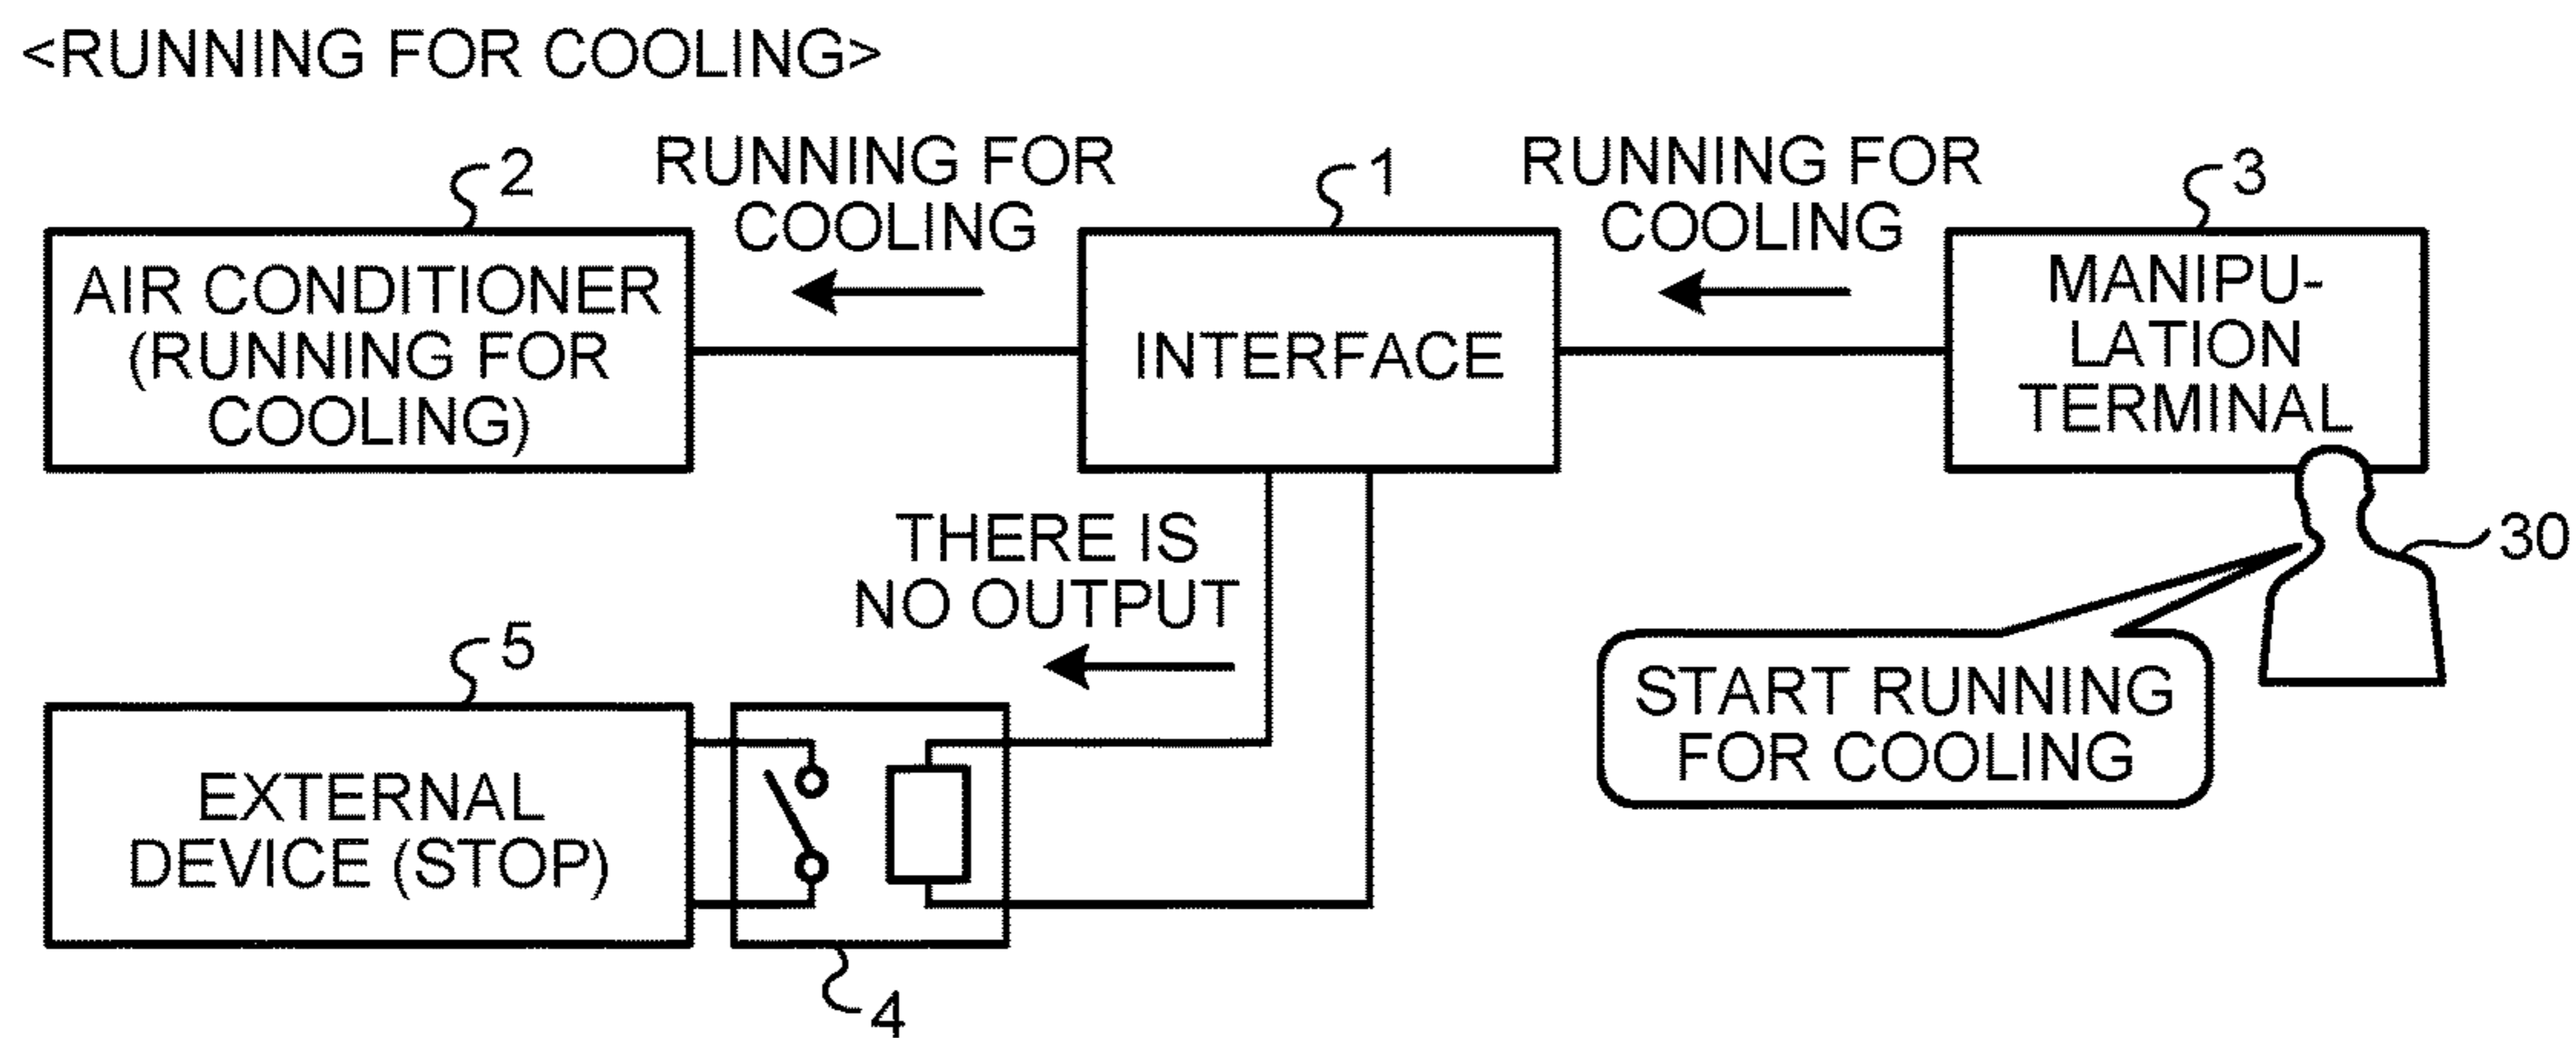 <RUNNING FOR COOLING>
2
RUNNING FOR
COOLING
1
RUNNING FOR
COOLING
3
AIR CONDITIONER
(RUNNING FOR
COOLING)
INTERFACE
MANIPU-
LATION
TERMINAL
THERE IS
NO OUTPUT
30
5
START RUNNING
FOR COOLING
EXTERNAL
DEVICE (STOP)
4